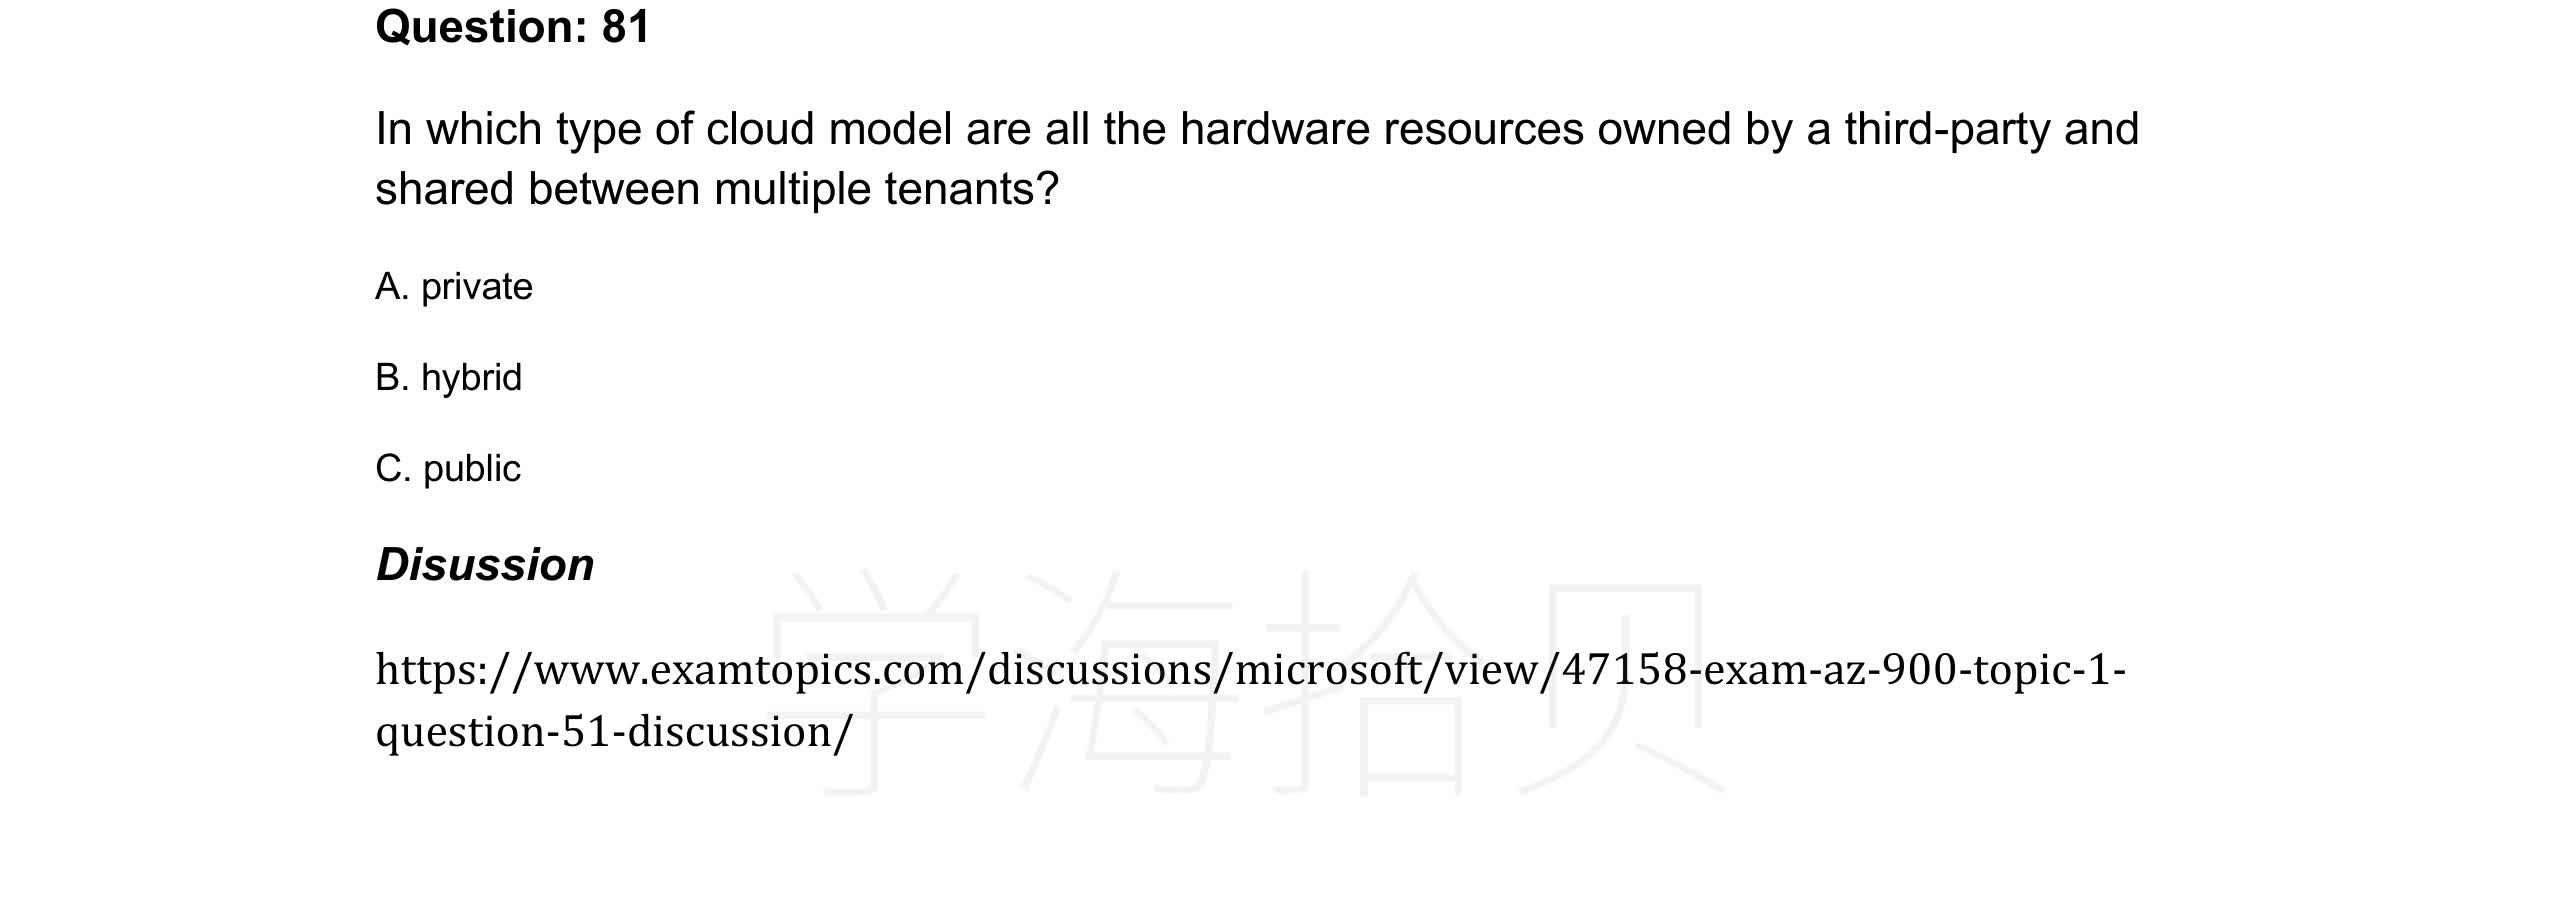 Question: 81
In which type of cloud model are all the hardware resources owned by a third-party and
shared between multiple tenants?
A. private
B. hybrid
C. public
Disussion
学海拾贝
https://www.examtopics.com/discussions/microsoft/view/47158-exam-az-900-topic-1-
question-51-discussion/